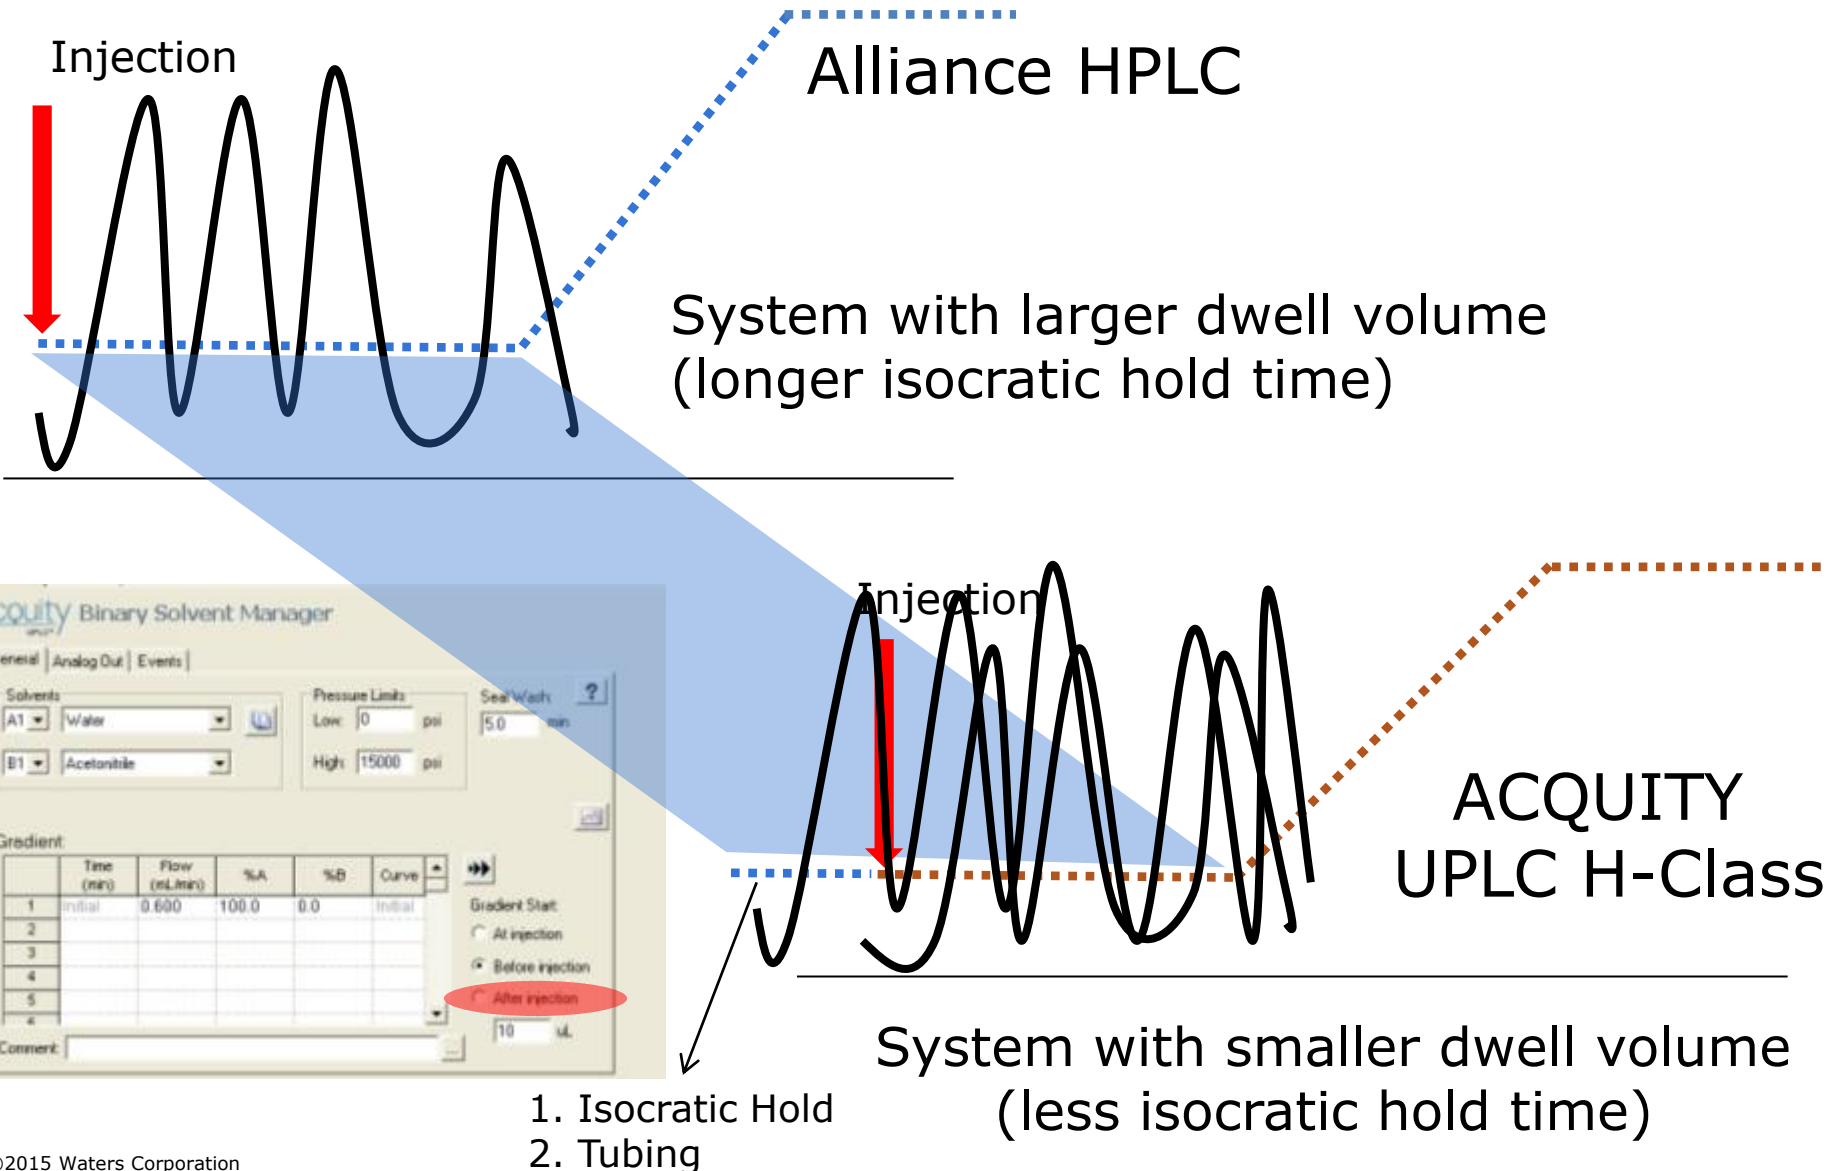 Injection
Alliance HPLC
System with larger dwell volume
(longer isocratic hold time)
Injection
Binary Solvent Manager
Analog Out
Events
Solvents
Pressure Limits
Seal Wash:
?
A1
Water
Low: 0 psi
5.0 min
B1
Acetonitrile
High: 15000 psi
Gradient:
Time (min)
Flow (mL/min)
%A
%B
Curve
1 Initial 0.600 100.0 0.0 Initial
2
3
4
5
Gradient Start:
At injection
Before injection
After injection
10 uL
Comment:
ACQUITY
UPLC H-Class
System with smaller dwell volume
(less isocratic hold time)
1. Isocratic Hold
2. Tubing
2015 Waters Corporation